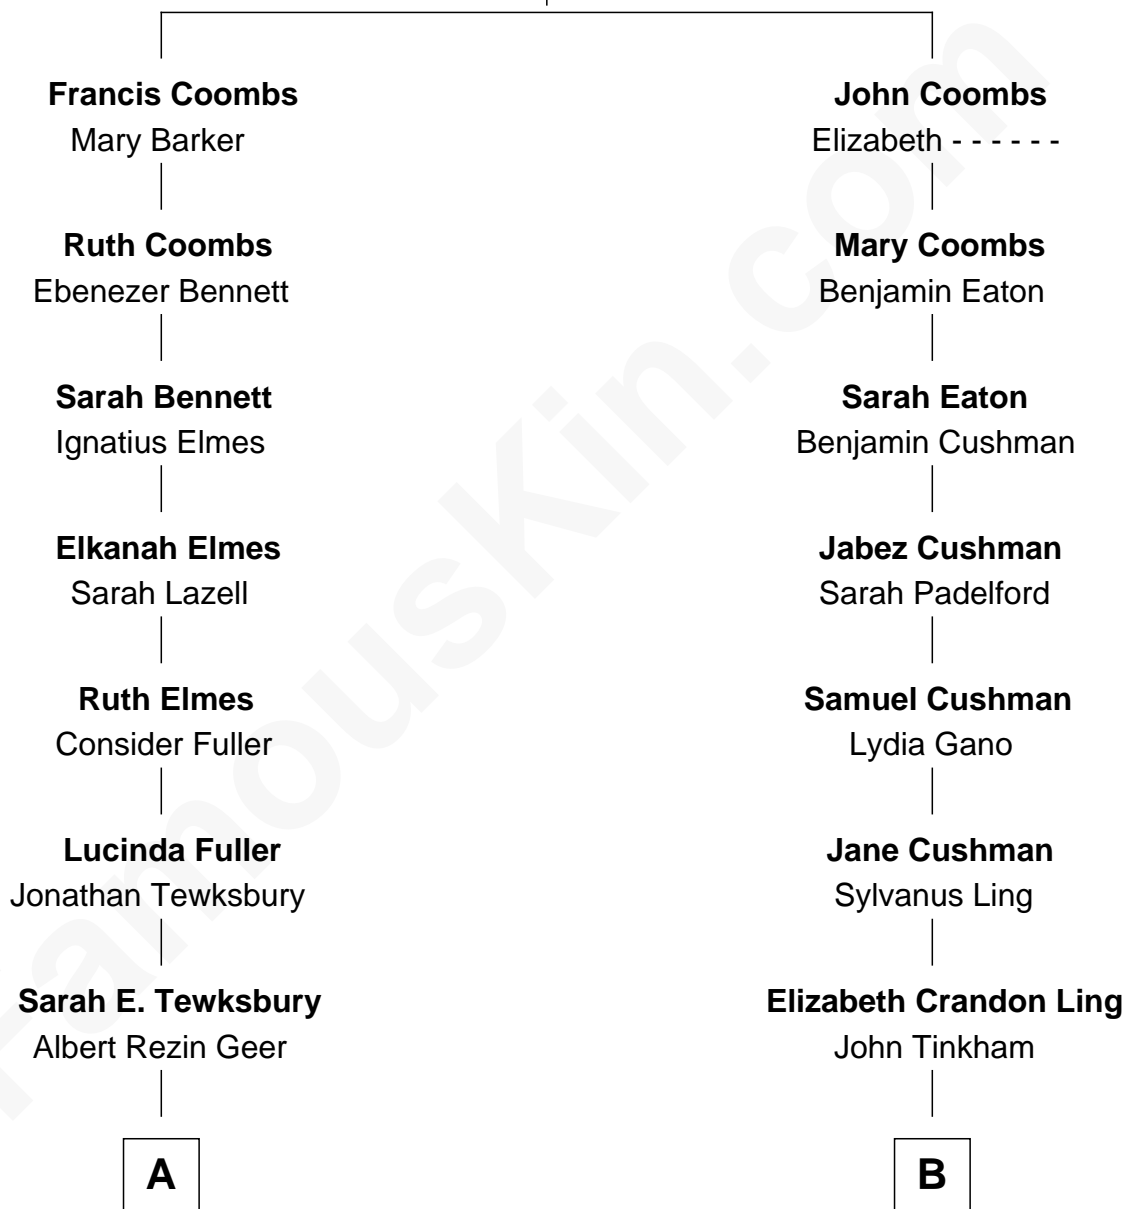 Francis Coombs
Mary Barker
Ruth Coombs
Ebenezer Bennett
Sarah Bennett
Ignatius Elmes
Elkanah Elmes
Sarah Lazell
Ruth Elmes
Consider Fuller
Lucinda Fuller
Jonathan Tewksbury
Sarah E. Tewksbury
Albert Rezin Geer
A
John Coombs
Elizabeth - - - - - -
Mary Coombs
Benjamin Eaton
Sarah Eaton
Benjamin Cushman
Jabez Cushman
Sarah Padelford
Samuel Cushman
Lydia Gano
Jane Cushman
Sylvanus Ling
Elizabeth Crandon Ling
John Tinkham
B
FamousKin.com